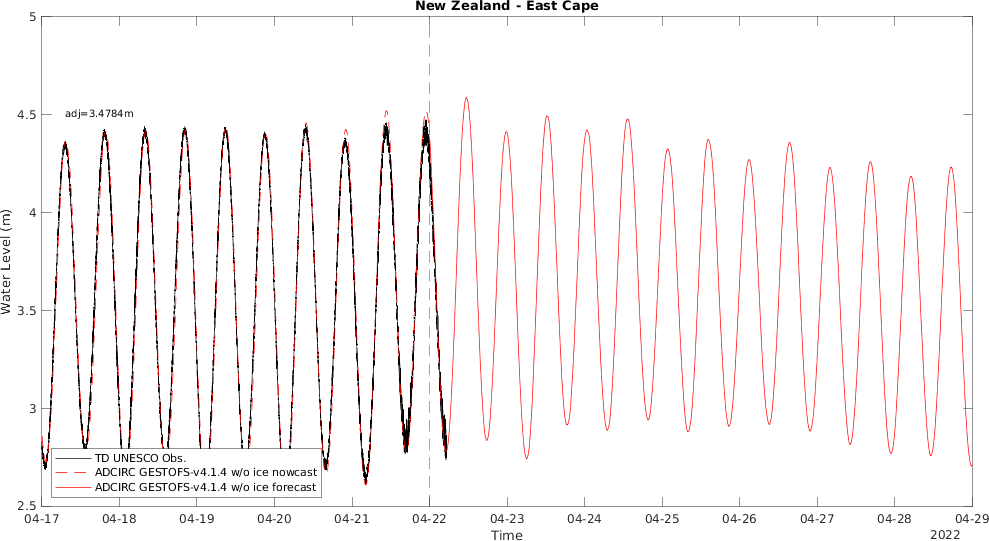 New Zealand - East Cape
5
adj=3.4784m
4.5
4
Water Level (m)
3.5
3
TD UNESCO Obs.
ADCIRC GESTOFS-v4.1.4 w/o ice nowcast
ADCIRC GESTOFS-v4.1.4 w/o ice forecast
2.5
04-17 04-18 04-19 04-20 04-21 04-22 04-23 04-24 04-25 04-26 04-27 04-28 04-29
Time
2022